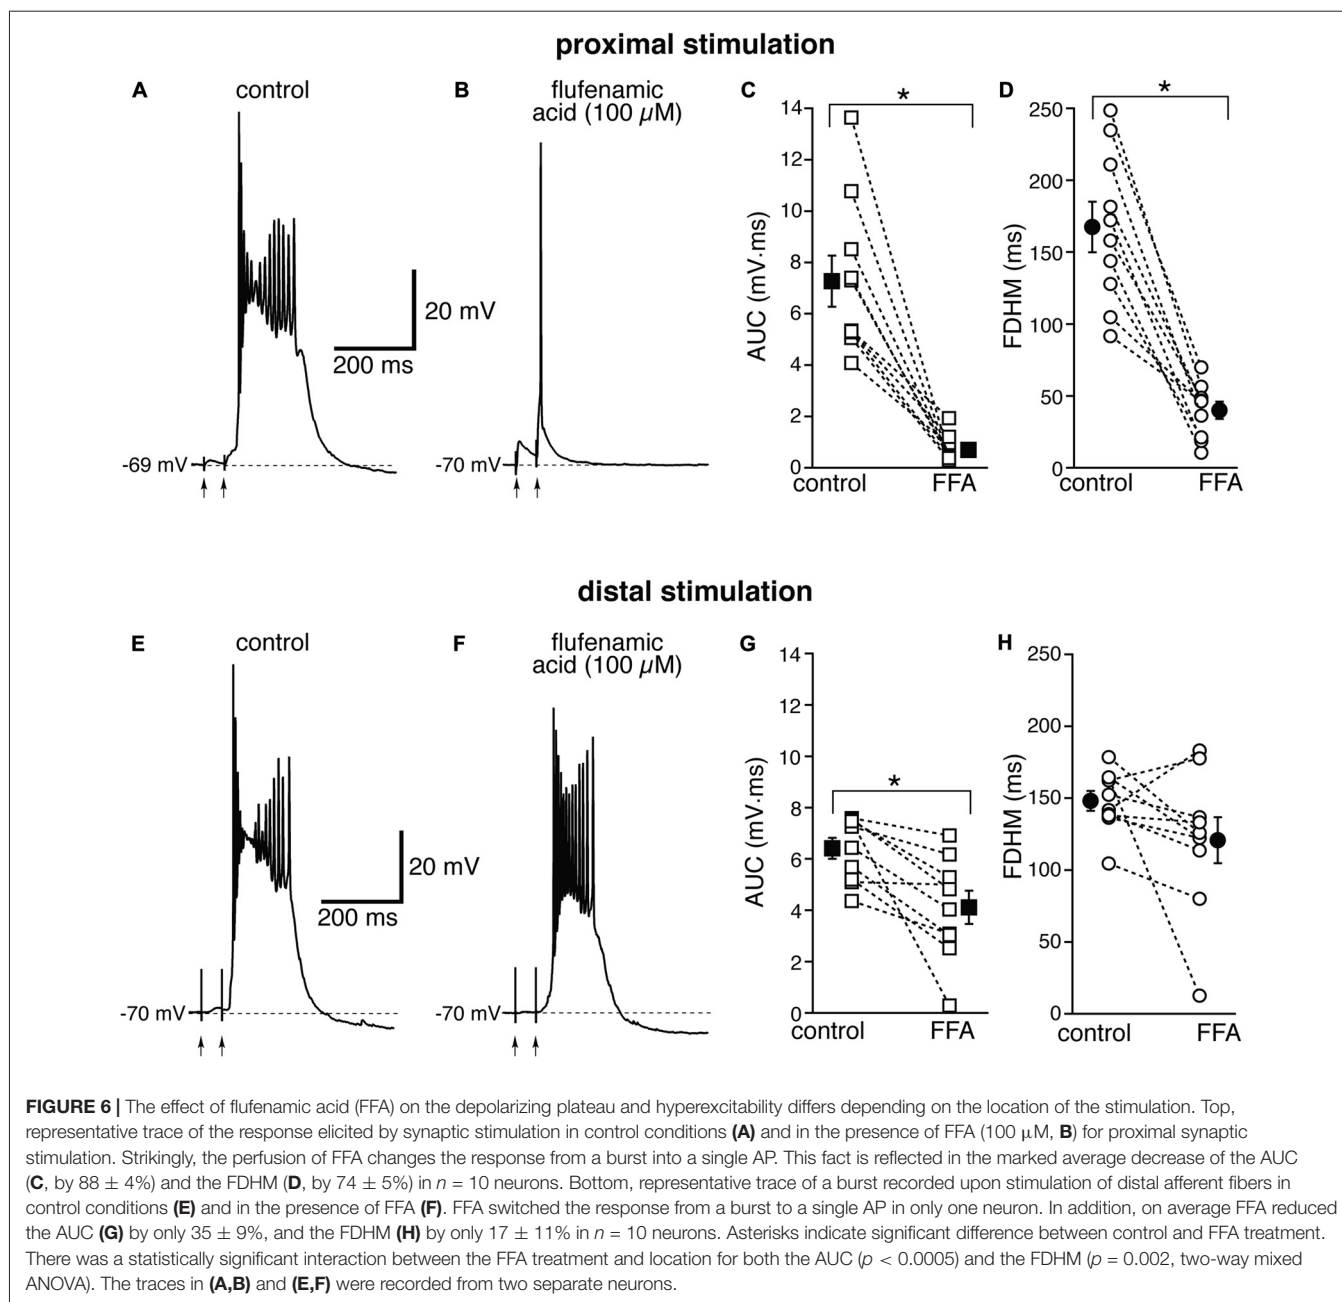 proximal stimulation
A
control
20 mV
200 ms
-69 mV
B
flufenamic
acid (100 μM)
-70 mV
C
*
AUC (mV·ms)
14
12
10
8
6
4
2
0
control
FFA
D
*
FDHM (ms)
250
200
150
100
50
0
control
FFA
distal stimulation
E
control
20 mV
200 ms
-70 mV
F
flufenamic
acid (100 μM)
-70 mV
G
*
AUC (mV·ms)
14
12
10
8
6
4
2
0
control
FFA
H
FDHM (ms)
250
200
150
100
50
0
control
FFA
FIGURE 6 | The effect of flufenamic acid (FFA) on the depolarizing plateau and hyperexcitability differs depending on the location of the stimulation. Top,
representative trace of the response elicited by synaptic stimulation in control conditions (A) and in the presence of FFA (100 μM, B) for proximal synaptic
stimulation. Strikingly, the perfusion of FFA changes the response from a burst into a single AP. This fact is reflected in the marked average decrease of the AUC
(C, by 88 ± 4%) and the FDHM (D, by 74 ± 5%) in n = 10 neurons. Bottom, representative trace of a burst recorded upon stimulation of distal afferent fibers in
control conditions (E) and in the presence of FFA (F). FFA switched the response from a burst to a single AP in only one neuron. In addition, on average FFA reduced
the AUC (G) by only 35 ± 9%, and the FDHM (H) by only 17 ± 11% in n = 10 neurons. Asterisks indicate significant difference between control and FFA treatment.
There was a statistically significant interaction between the FFA treatment and location for both the AUC (p < 0.0005) and the FDHM (p = 0.002, two-way mixed
ANOVA). The traces in (A,B) and (E,F) were recorded from two separate neurons.